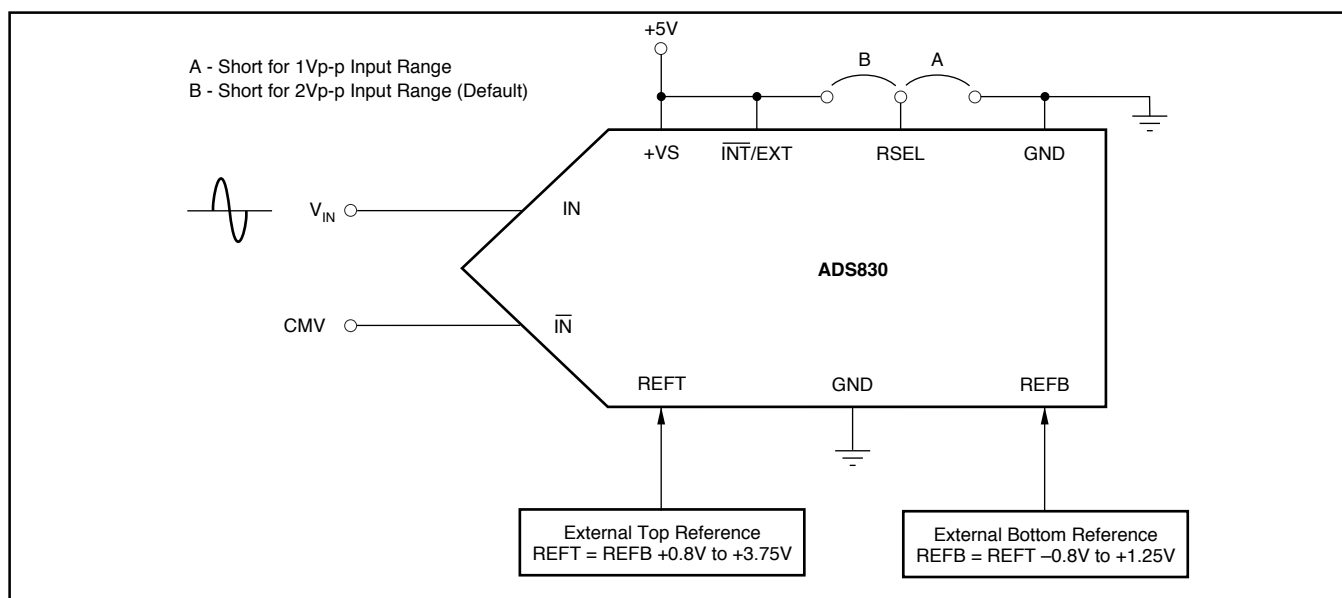 +5V
A - Short for 1Vp-p Input Range
B - Short for 2Vp-p Input Range (Default)
B
A
+VS
INT/EXT
RSEL
GND
VIN
IN
ADS830
CMV
IN
REFT
GND
REFB
External Top Reference
REFT = REFB +0.8V to +3.75V
External Bottom Reference
REFB = REFT –0.8V to +1.25V